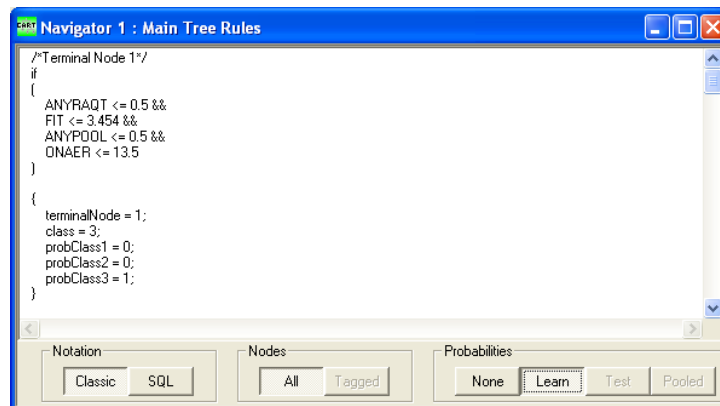 CART Navigator 1 : Main Tree Rules
/*Terminal Node 1*/
if
(
ANYRAQT <= 0.5 &&
FIT <= 3.454 &&
ANYPOOL <= 0.5 &&
ONAER <= 13.5
)
{
terminalNode = 1;
class = 3;
probClass1 = 0;
probClass2 = 0;
probClass3 = 1;
}
Notation Nodes Probabilities
Classic SQL All Tagged None Learn Test Pooled